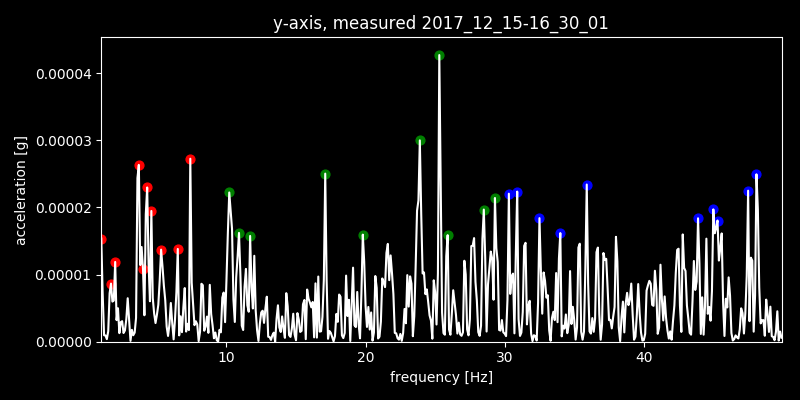 y-axis, measured 2017_12_15-16_30_01
0.00004
0.00003
0.00002
0.00001
0.00000
acceleration [g]
10 20 30 40
frequency [Hz]